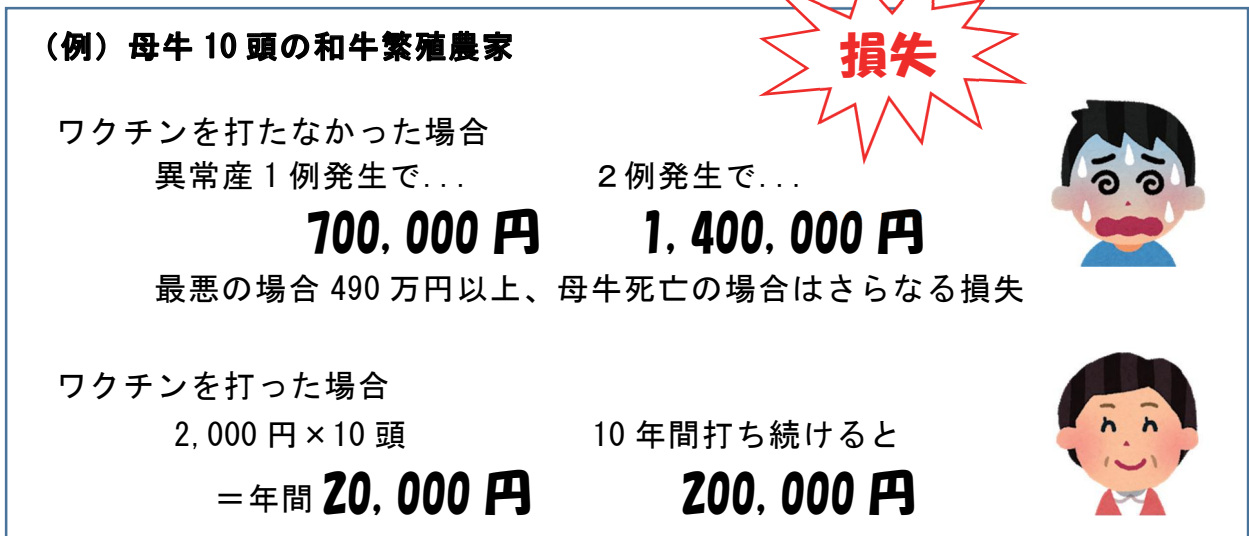 （例）母牛 10 頭の和牛繁殖農家
損失
ワクチンを打たなかった場合
異常産１例発生で... ２例発生で...
700,000 円 1,400,000 円
最悪の場合 490 万円以上、母牛死亡の場合はさらなる損失
ワクチンを打った場合
2,000 円×10 頭 10 年間打ち続けると
＝年間 20,000 円 200,000 円